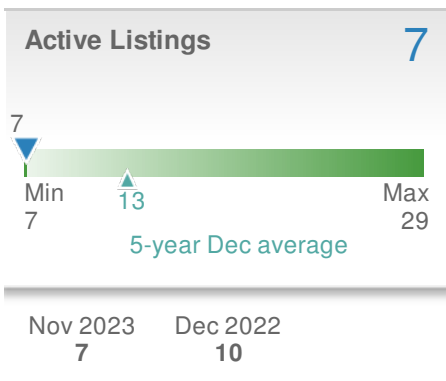 Active Listings 7
7
Min Max
13
7 29
5-year Dec average
Nov 2023 Dec 2022
7 10